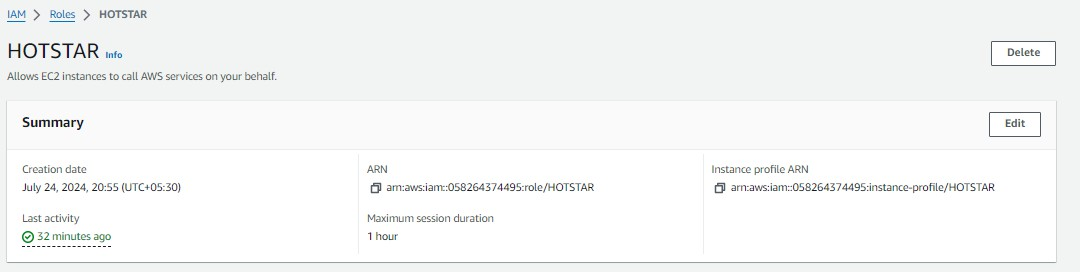 IAM > Roles > HOTSTAR
HOTSTAR Info
Delete
Allows EC2 instances to call AWS services on your behalf.
Summary
Edit
Creation date
July 24, 2024, 20:55 (UTC+05:30)
ARN
arn:aws:iam::058264374495:role/HOTSTAR
Instance profile ARN
arn:aws:iam::058264374495:instance-profile/HOTSTAR
Last activity
32 minutes ago
Maximum session duration
1 hour